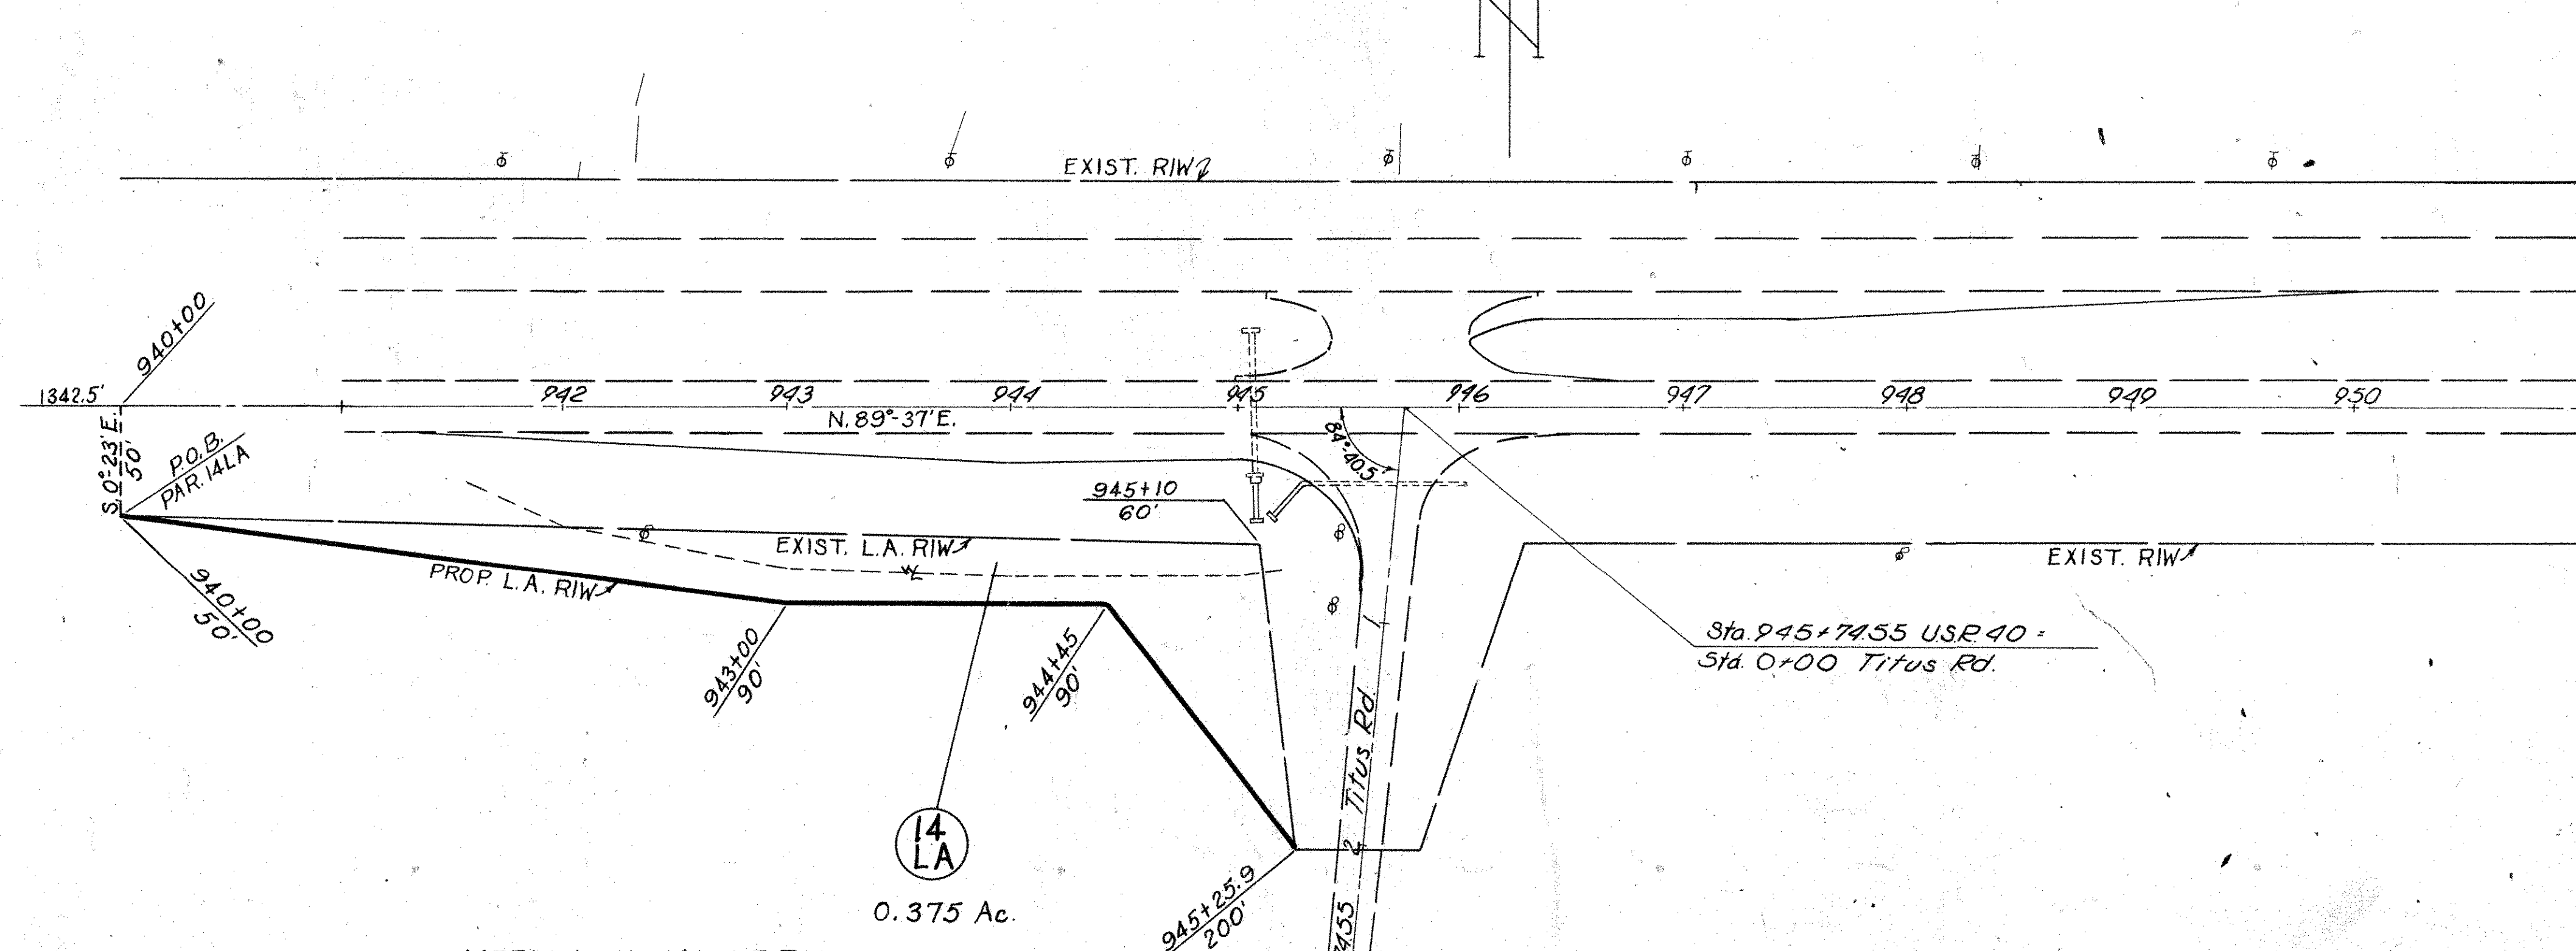 N
EXIST. R/W
940+00
1342.5'
942
943
944
945
946
947
948
949
950
N. 89°-37' E.
S. 0°-23' E.
50'
P.O.B.
PAR. 14LA
84°-40.5'
945+10
60'
EXIST. L.A. R/W
EXIST. R/W
PROP. L.A. R/W
W
940+00
50'
943+00
90'
944+45
90'
1
Sta. 945+74.55 U.S.R. 40 =
Sta. 0+00 Titus Rd.
2 Titus Rd.
14
LA
0.375 Ac.
945+25.9
200'